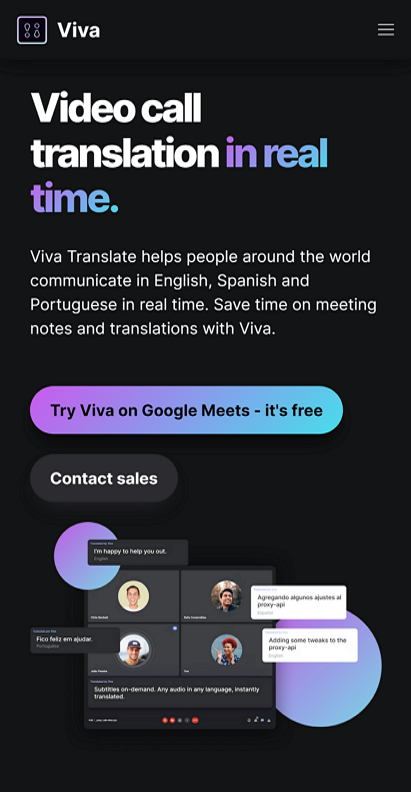 Viva
Video call
translation in real
time.
Viva Translate helps people around the world
communicate in English, Spanish and
Portuguese in real time. Save time on meeting
notes and translations with Viva.
Try Viva on Google Meets - it's free
Contact sales
I'm happy to help you out.
English
Agregando algunos ajustes al
proxy-api
Español
Fico feliz em ajudar.
Portuguese
Adding some tweaks to the
proxy-api
English
You
Subtitles on-demand. Any audio in any language, instantly
translated.